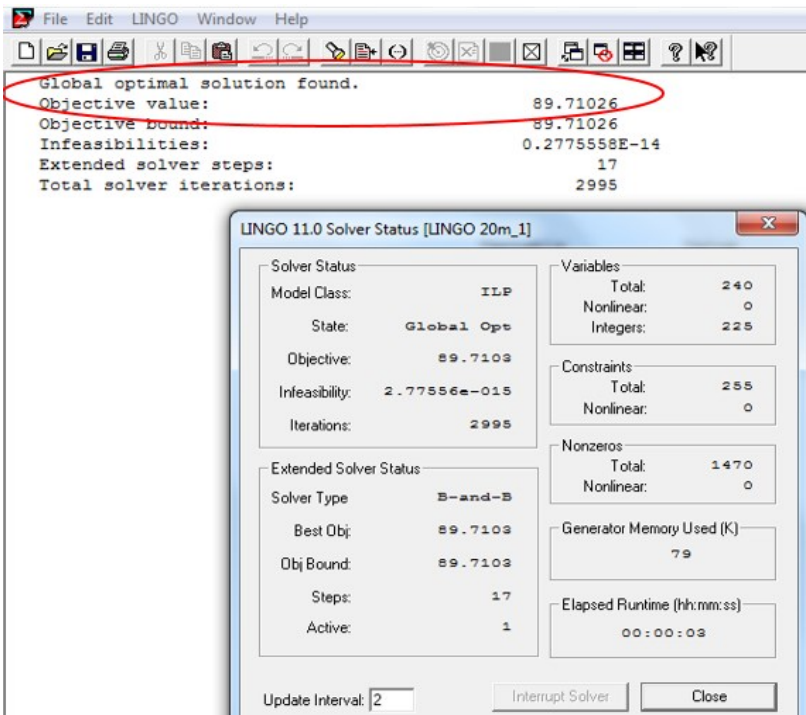 File Edit LINGO Window Help
Global optimal solution found.
Objective value: 89.71026
Objective bound: 89.71026
Infeasibilities: 0.2775558E-14
Extended solver steps: 17
Total solver iterations: 2995
LINGO 11.0 Solver Status [LINGO 20m_1]
Solver Status
Model Class: ILP
State: Global Opt
Objective: 89.7103
Infeasibility: 2.77556e-015
Iterations: 2995
Extended Solver Status
Solver Type B-and-B
Best Obj: 89.7103
Obj Bound: 89.7103
Steps: 17
Active: 1
Variables
Total: 240
Nonlinear: 0
Integers: 225
Constraints
Total: 255
Nonlinear: 0
Nonzeros
Total: 1470
Nonlinear: 0
Generator Memory Used (K)
79
Elapsed Runtime (hh:mm:ss)
00:00:03
Update Interval: 2
Interrupt Solver
Close